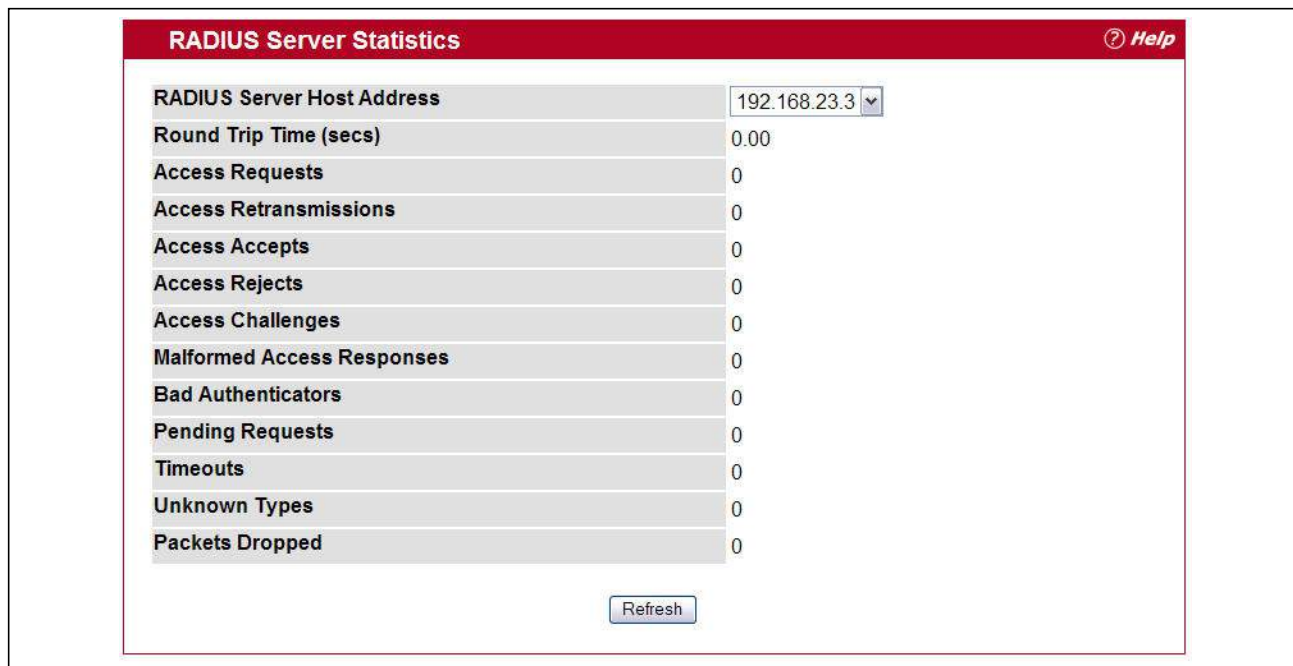 RADIUS Server Statistics ? Help
RADIUS Server Host Address 192.168.23.3
Round Trip Time (secs) 0.00
Access Requests 0
Access Retransmissions 0
Access Accepts 0
Access Rejects 0
Access Challenges 0
Malformed Access Responses 0
Bad Authenticators 0
Pending Requests 0
Timeouts 0
Unknown Types 0
Packets Dropped 0
Refresh